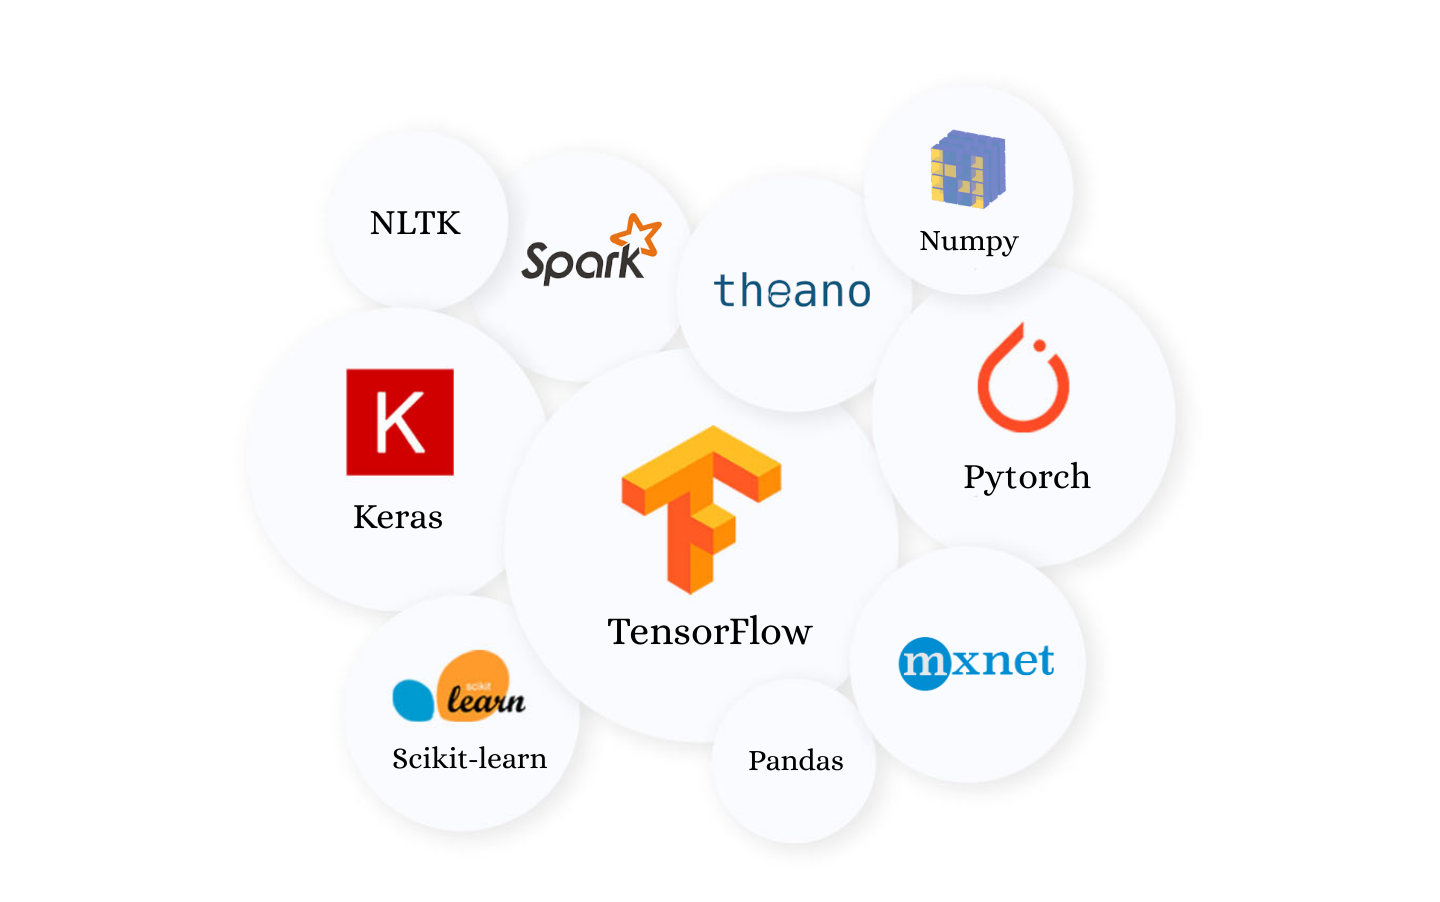 Numpy
NLTK
Spark
theano
K
Keras
Pytorch
TensorFlow
scikit
learn
Scikit-learn
mxnet
Pandas